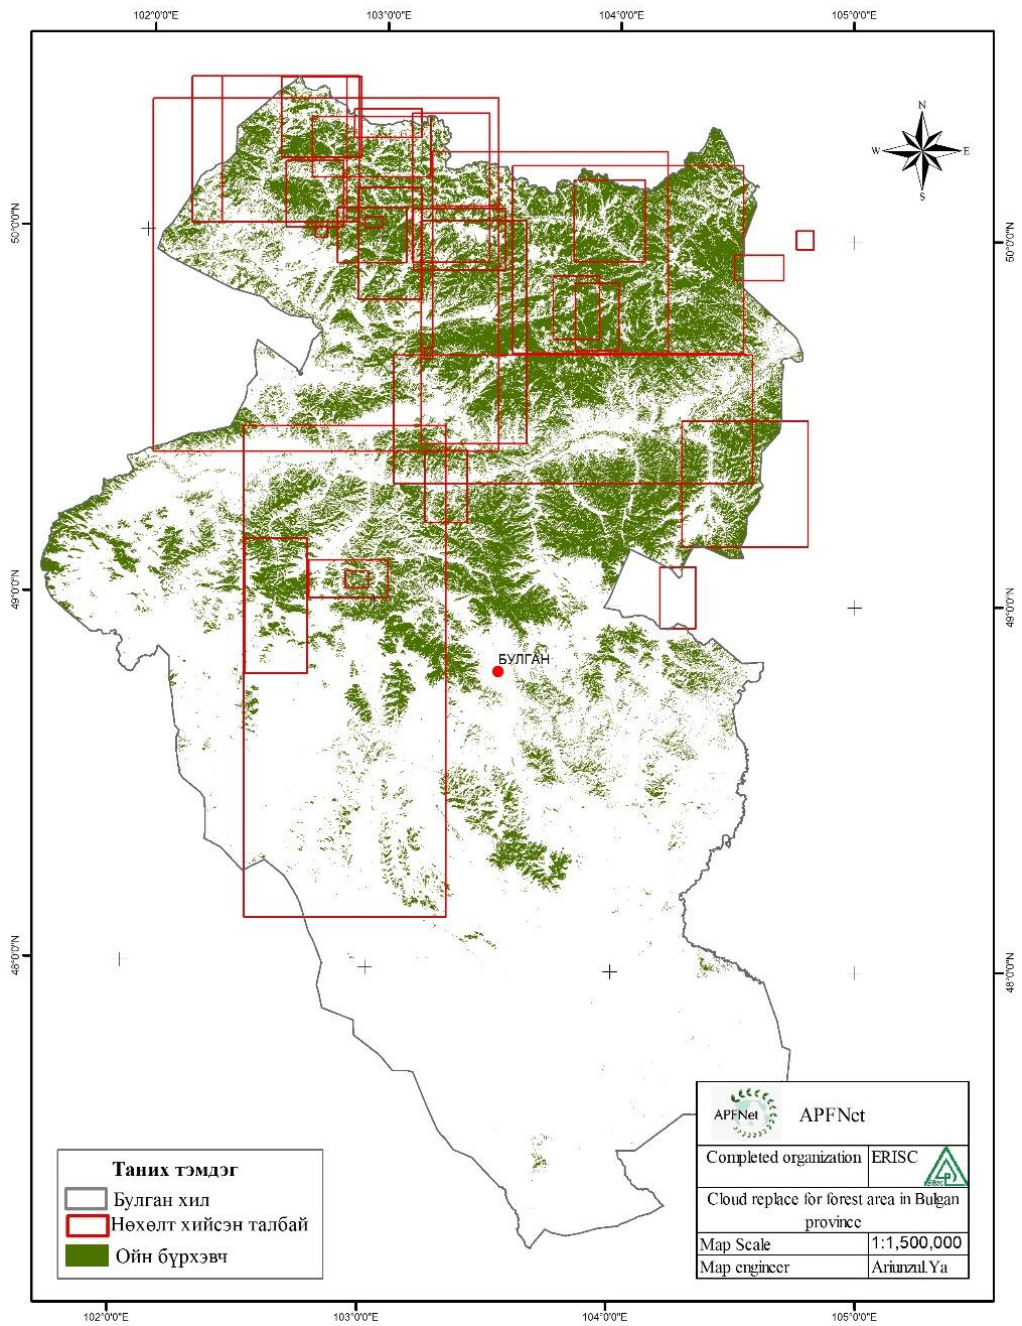 102°0'0"E 103°0'0"E 104°0'0"E 105°0'0"E
N
W E
S
50°0'0"N 50°0'0"N
49°0'0"N 49°0'0"N
БУЛГАН
48°0'0"N 48°0'0"N
Таних тэмдэг
Булган хил
Нөхөлт хийсэн талбай
Ойн бүрхэвч
APFNet APFNet
Completed organization ERISC
Cloud replace for forest area in Bulgan
province
Map Scale 1:1,500,000
Map engineer Ariunzul.Ya
102°0'0"E 103°0'0"E 104°0'0"E 105°0'0"E